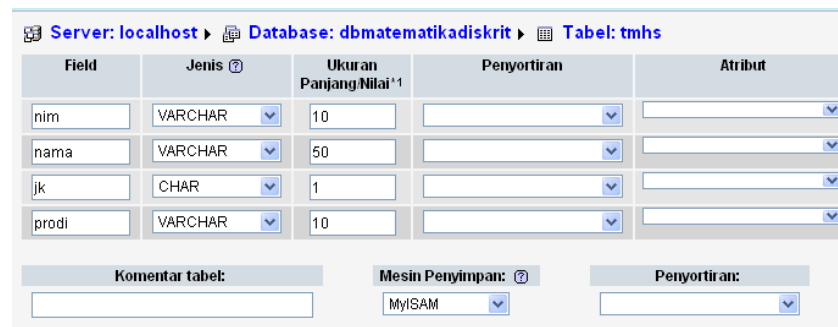 Server: localhost ▸ Database: dbmatematikadiskrit ▸ Tabel: tmhs
Field Jenis Ukuran Panjang/Nilai*1 Penyortiran Atribut
nim VARCHAR 10
nama VARCHAR 50
jk CHAR 1
prodi VARCHAR 10
Komentar tabel: Mesin Penyimpan: Penyortiran:
MyISAM